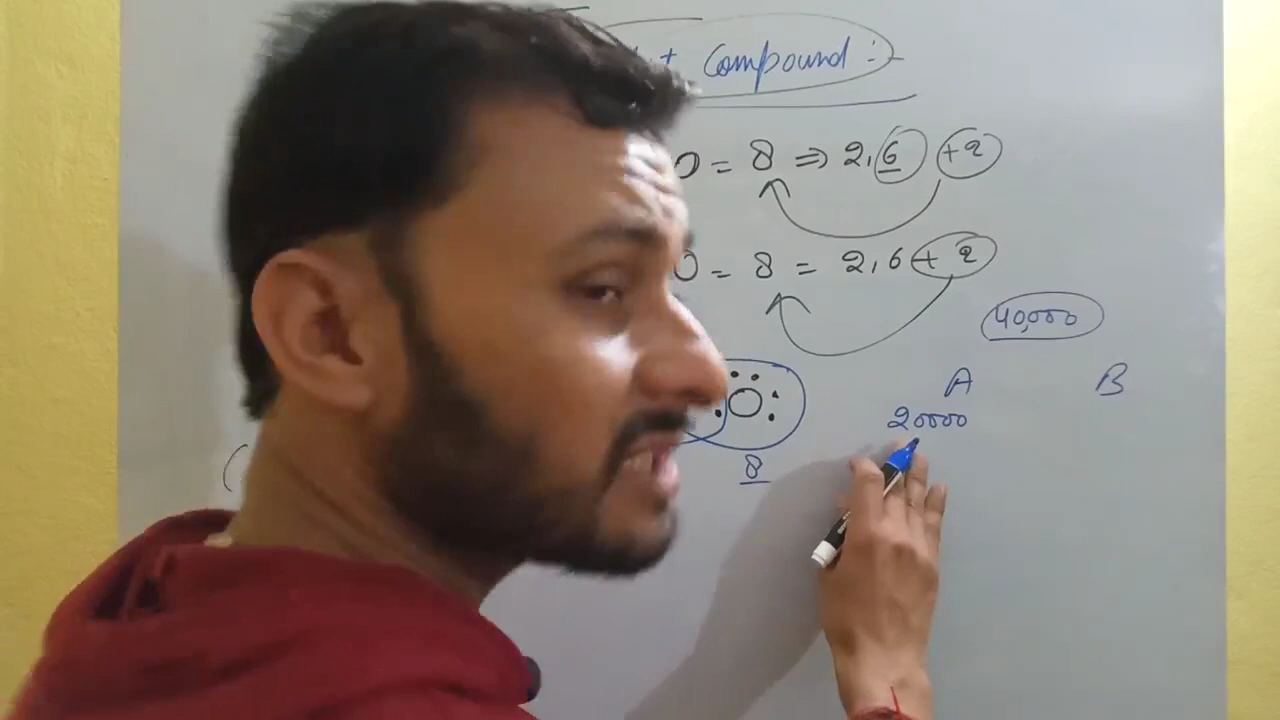 Compound :-
O = 8 ⇒ 2,6 +2
O = 8 = 2,6 + 2
40,000
A B
20000
8